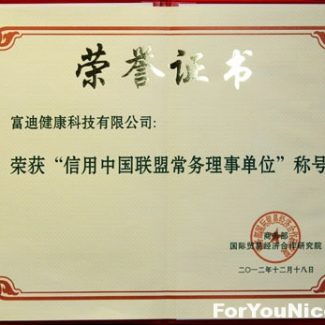 荣誉证书
富迪健康科技有限公司:
荣获“信用中国联盟常务理事单位”称号
商务部
国际贸易经济合作研究院
二〇一二年十二月十八日
ForYouNic